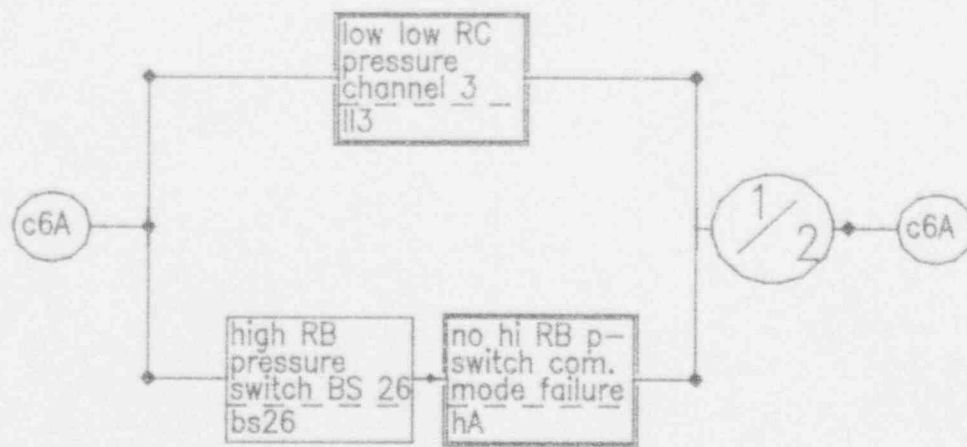 low low RC
pressure
channel 3
ll3
c6A
1/2
c6A
high RB
pressure
switch BS 26
bs26
no hi RB p-
switch com.
mode failure
hA